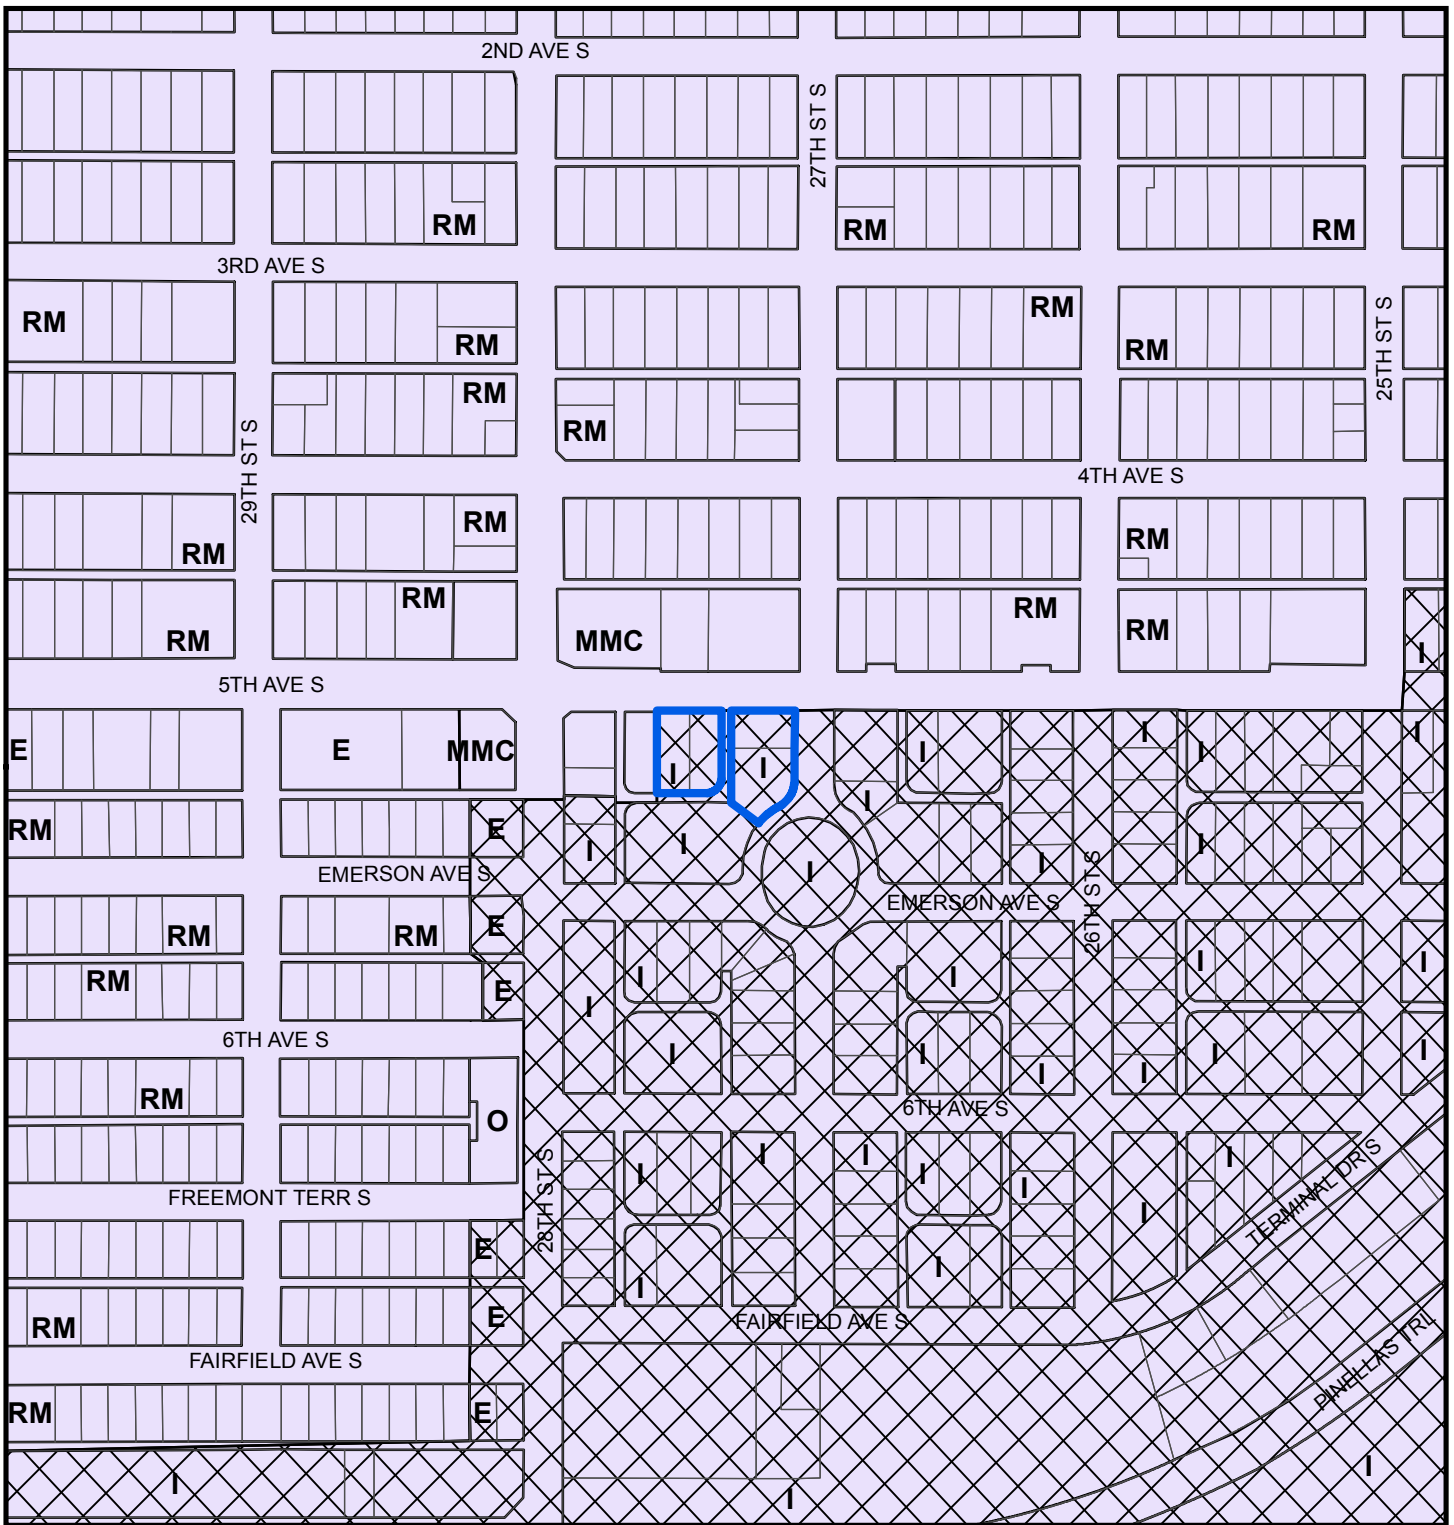 2ND AVE S
27TH ST S
RM
RM
RM
3RD AVE S
RM
RM
RM
RM
25TH ST S
RM
RM
29TH ST S
4TH AVE S
RM
RM
RM
RM
RM
RM
MMC
RM
RM
I
5TH AVE S
E
E
MMC
I
I
I
I
I
I
I
I
RM
E
I
I
I
I
I
26TH ST S
EMERSON AVE S
EMERSON AVE S
RM
RM
E
I
I
I
I
RM
E
I
6TH AVE S
I
I
I
I
I
I
RM
6TH AVE S
O
28TH ST S
I
I
I
I
I
I
TERMINAL DR S
FREEMONT TERR S
I
E
I
I
RM
E
FAIRFIELD AVE S
FAIRFIELD AVE S
PINELLAS TRL
RM
E
I
I
I